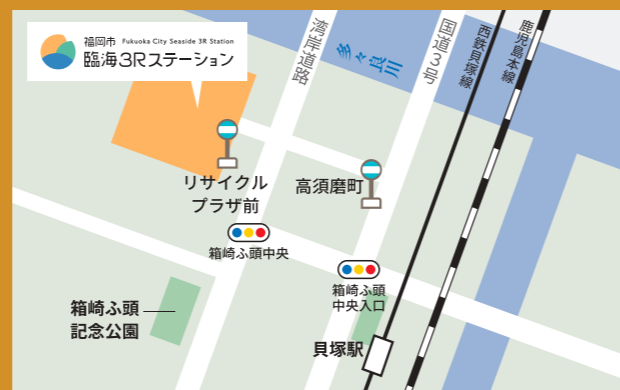 福岡市 Fukuoka City Seaside 3R Station
臨海3Rステーション
湾岸道路
多々良川
国道3号
西鉄貝塚線
鹿児島本線
リサイクル
プラザ前
高須磨町
箱崎ふ頭中央
箱崎ふ頭
中央入口
箱崎ふ頭
記念公園
貝塚駅